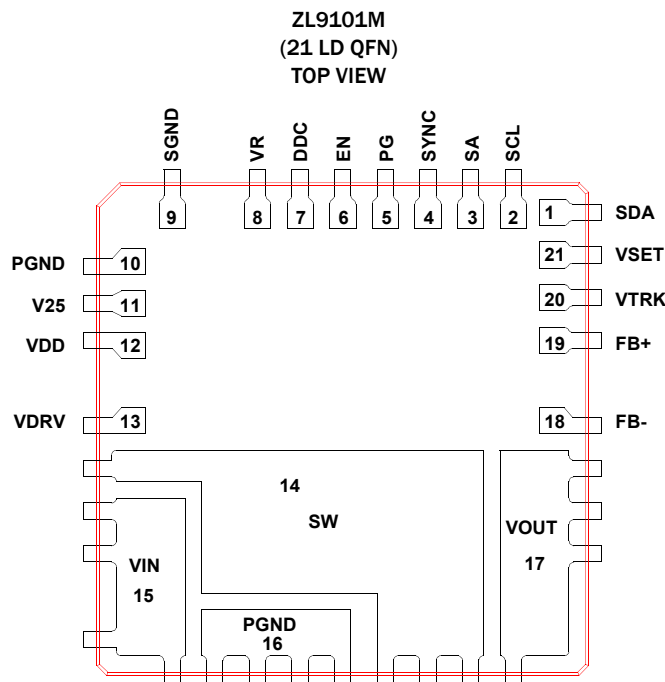 ZL9101M
(21 LD QFN)
TOP VIEW
SGND
VR
DDC
EN
PG
SYNC
SA
SCL
9
8
7
6
5
4
3
2
1
SDA
21
VSET
20
VTRK
19
FB+
18
FB-
PGND
10
V25
11
VDD
12
VDRV
13
14
SW
VOUT
17
VIN
15
PGND
16